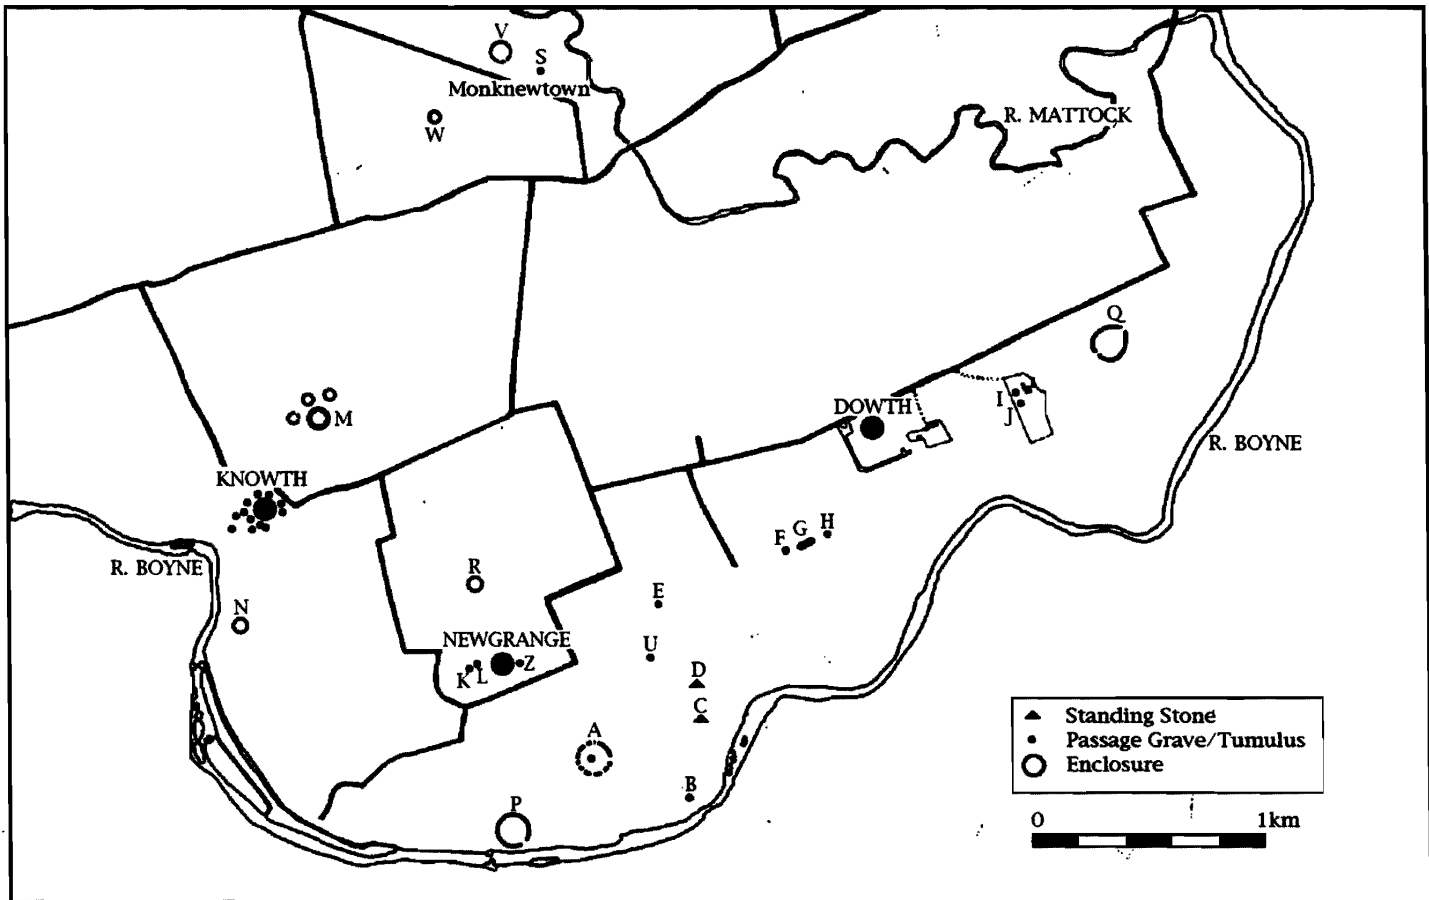 V
S
Monknewtown
W
R. MATTOCK
Q
M
DOWTH
I
J
R. BOYNE
KNOWTH
F G H
R. BOYNE
R
E
N
NEWGRANGE
U
K L Z
D
C
A
B
P
Standing Stone
Passage Grave/Tumulus
Enclosure
0 1km